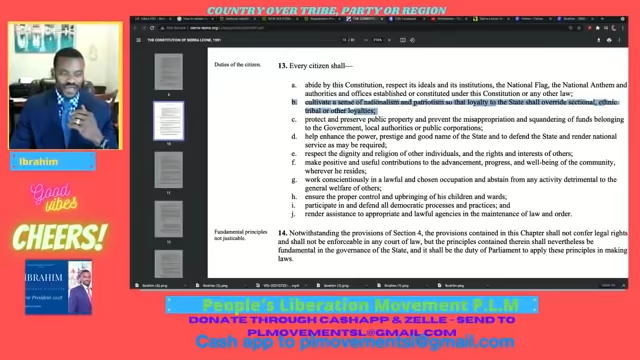 COUNTRY OVER TRIBE, PARTY OR REGION
THE CONSTITUTION OF SIERRA LEONE, 1991
Duties of the citizen.
13. Every citizen shall—
a. abide by this Constitution, respect its ideals and its institutions, the National Flag, the National Anthem and
authorities and offices established or constituted under this Constitution or any other law;
b. cultivate a sense of nationalism and patriotism so that loyalty to the State shall override sectional, ethnic
tribal or other loyalties;
c. protect and preserve public property and prevent the misappropriation and squandering of funds belonging
to the Government, local authorities or public corporations;
d. help enhance the power, prestige and good name of the State and to defend the State and render national
service as may be required;
e. respect the dignity and religion of other individuals, and the rights and interests of others;
f. make positive and useful contributions to the advancement, progress, and well-being of the community,
wherever he resides;
g. work conscientiously in a lawful and chosen occupation and abstain from any activity detrimental to the
general welfare of others;
h. ensure the proper control and upbringing of his children and wards;
i. participate in and defend all democratic processes and practices; and
j. render assistance to appropriate and lawful agencies in the maintenance of law and order.
Fundamental principles
not justicable.
14. Notwithstanding the provisions of Section 4, the provisions contained in this Chapter shall not confer legal rights
and shall not be enforceable in any court of law, but the principles contained therein shall nevertheless be
fundamental in the governance of the State, and it shall be the duty of Parliament to apply these principles in
making laws.
Ibrahim
Good
vibes
CHEERS!
IBRAHIM
People's Liberation Movement P.L.M
DONATE THROUGH CASHAPP & ZELLE - SEND TO
PLMOVEMENTSL@GMAIL.COM
Cash app to plmovementsl@gmail.com